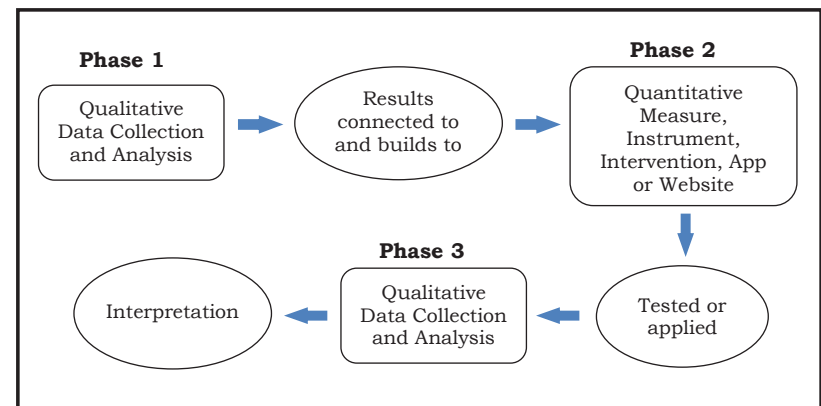 Phase 1
Qualitative
Data Collection
and Analysis
Results
connected to
and builds to
Phase 2
Quantitative
Measure,
Instrument,
Intervention, App
or Website
Tested or
applied
Phase 3
Qualitative
Data Collection
and Analysis
Interpretation